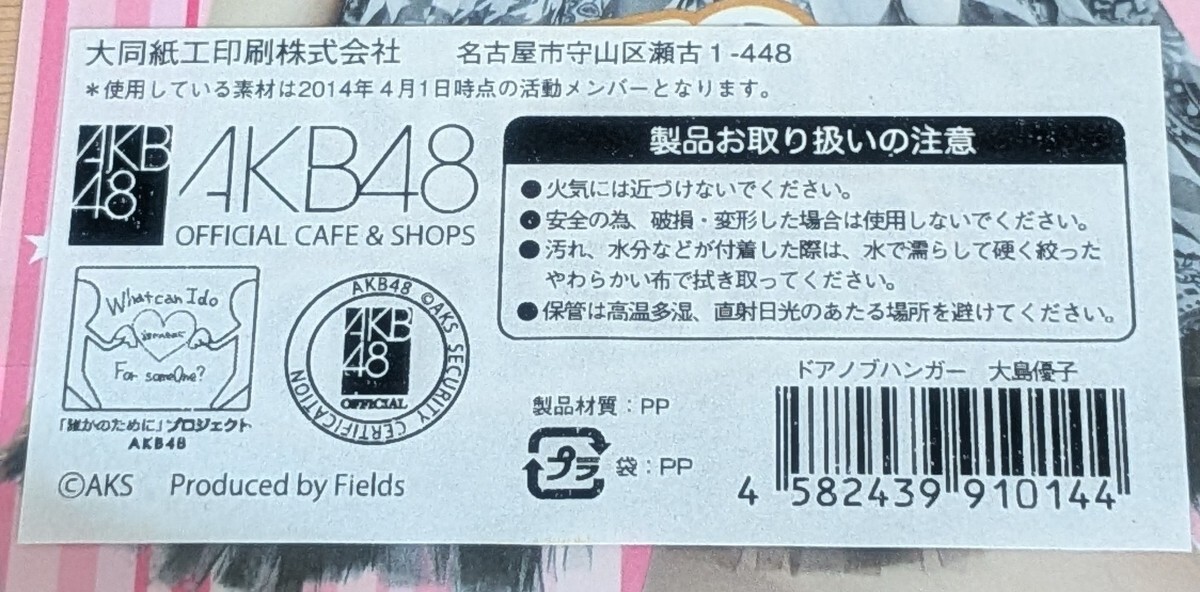 大同紙工印刷株式会社　名古屋市守山区瀬古1-448
*使用している素材は2014年4月1日時点の活動メンバーとなります。
AKB
48
AKB48
OFFICIAL CAFE & SHOPS
製品お取り扱いの注意
●火気には近づけないでください。
●安全の為、破損・変形した場合は使用しないでください。
●汚れ、水分などが付着した際は、水で濡らして硬く絞った
やわらかい布で拭き取ってください。
●保管は高温多湿、直射日光のあたる場所を避けてください。
What can I do
For someOne?
「誰かのために」プロジェクト
AKB48
AKB48 ©AKS SECURITY CERTIFICATION
AKB
48
OFFICIAL
©AKS　Produced by Fields
製品材質：PP
プラ 袋：PP
ドアノブハンガー　大島優子
4 582439 910144